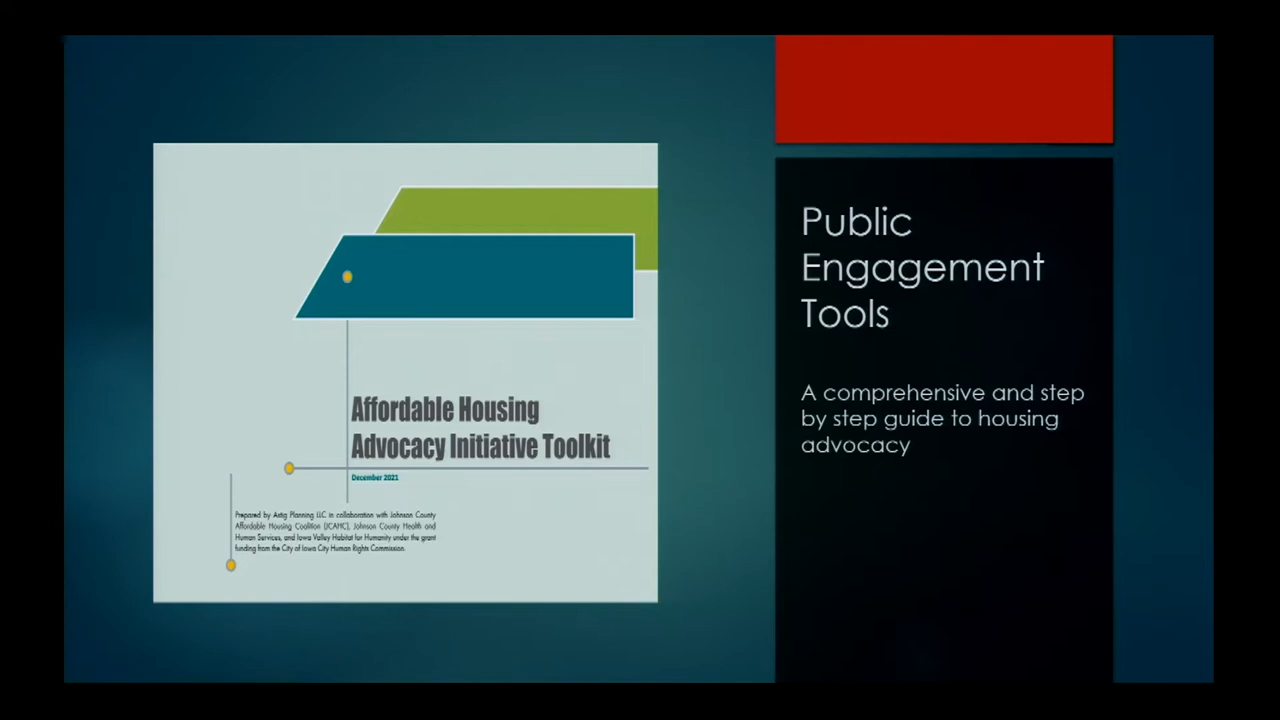 Affordable Housing
Advocacy Initiative Toolkit
December 2021
Prepared by Astig Planning LLC in collaboration with Johnson County
Affordable Housing Coalition (JCAHC), Johnson County Health and
Human Services, and Iowa Valley Habitat for Humanity under the grant
funding from the City of Iowa City Human Rights Commission.
Public
Engagement
Tools
A comprehensive and step
by step guide to housing
advocacy